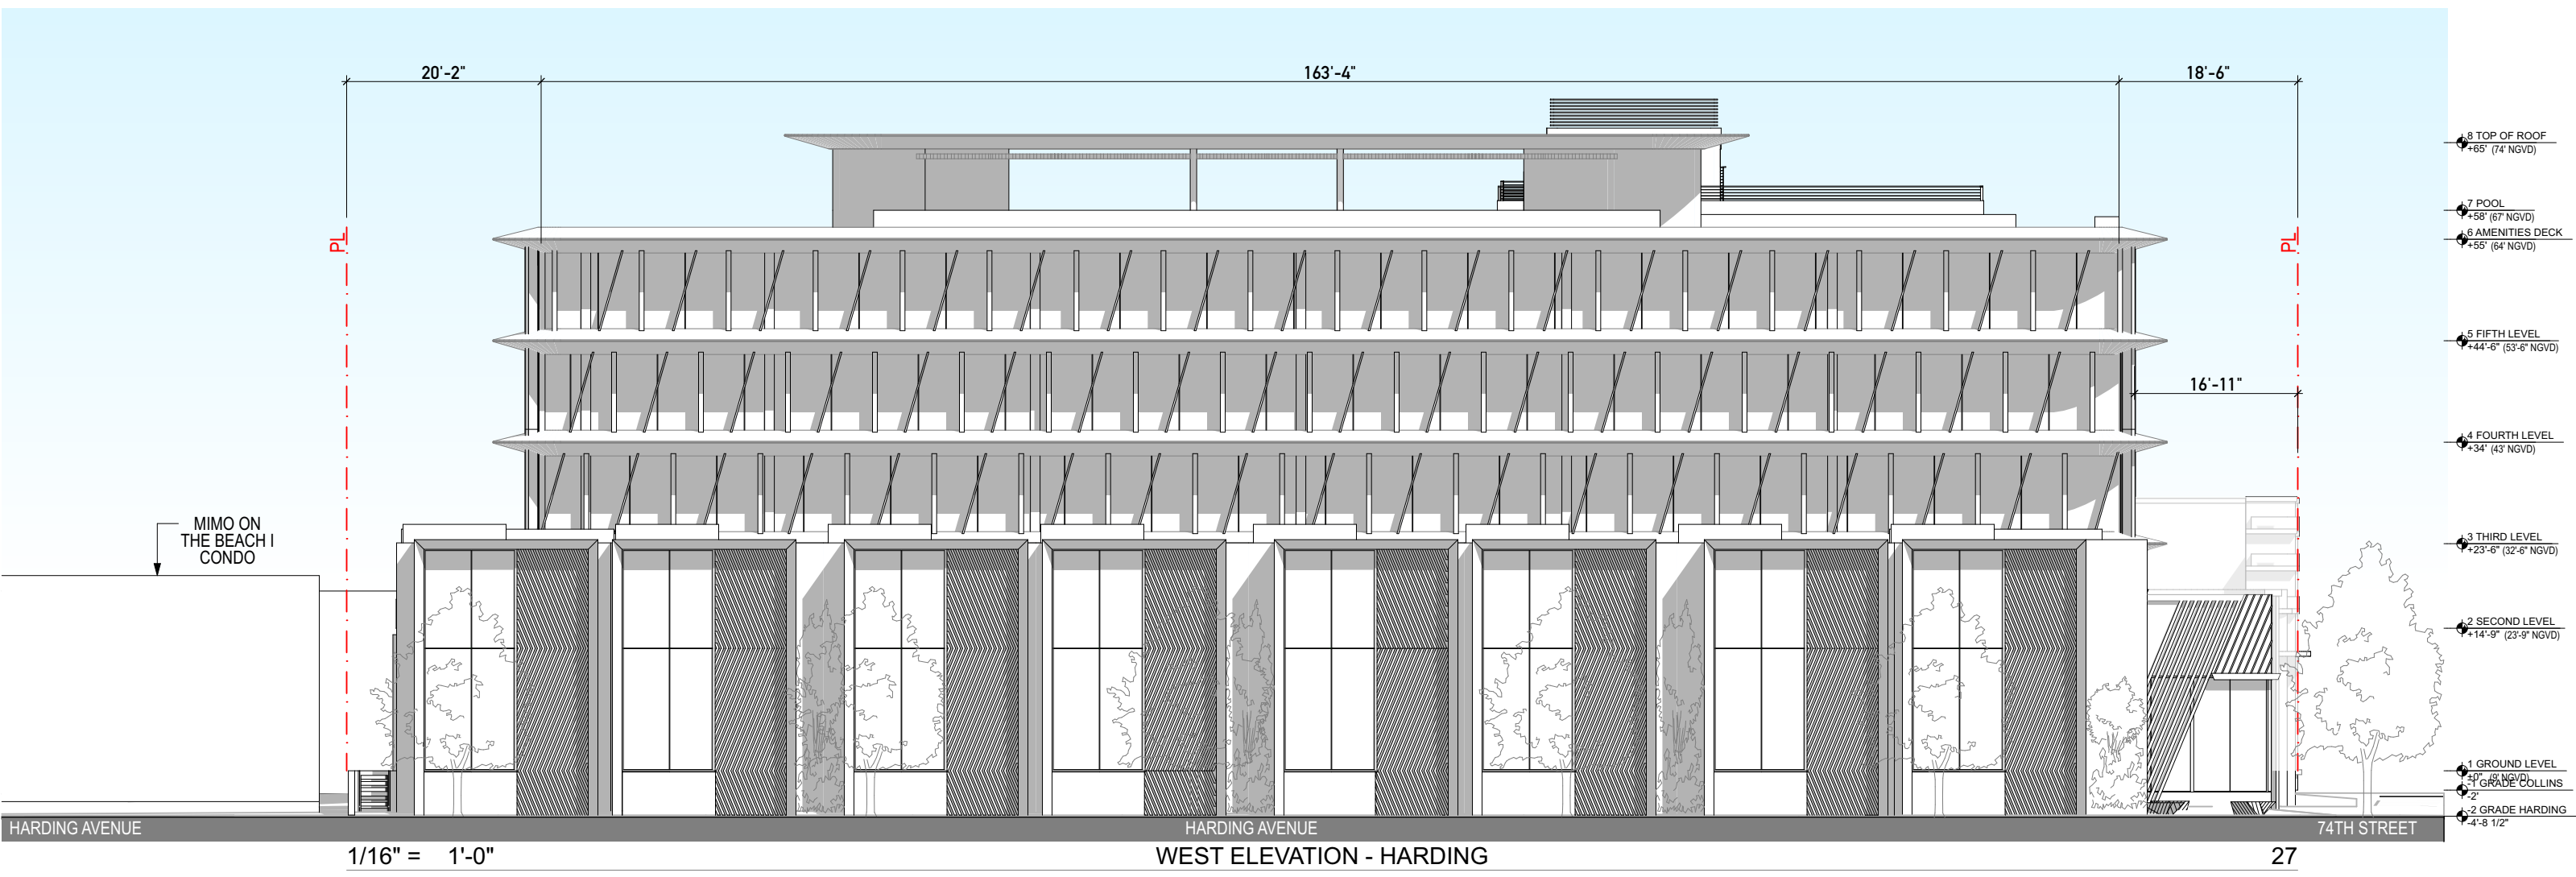 20'-2"
163'-4"
18'-6"
8 TOP OF ROOF
+65' (74' NGVD)
7 POOL
+58' (67' NGVD)
PL
PL
6 AMENITIES DECK
+55' (64' NGVD)
5 FIFTH LEVEL
+44'-6" (53'-6" NGVD)
16'-11"
4 FOURTH LEVEL
+34' (43' NGVD)
MIMO ON
THE BEACH I
CONDO
3 THIRD LEVEL
+23'-6" (32'-6" NGVD)
2 SECOND LEVEL
+14'-9" (23'-9" NGVD)
1 GROUND LEVEL
±0" (9' NGVD)
-1 GRADE COLLINS
-2'
-2 GRADE HARDING
-4'-8 1/2"
HARDING AVENUE
HARDING AVENUE
74TH STREET
1/16" = 1'-0"
WEST ELEVATION - HARDING
27